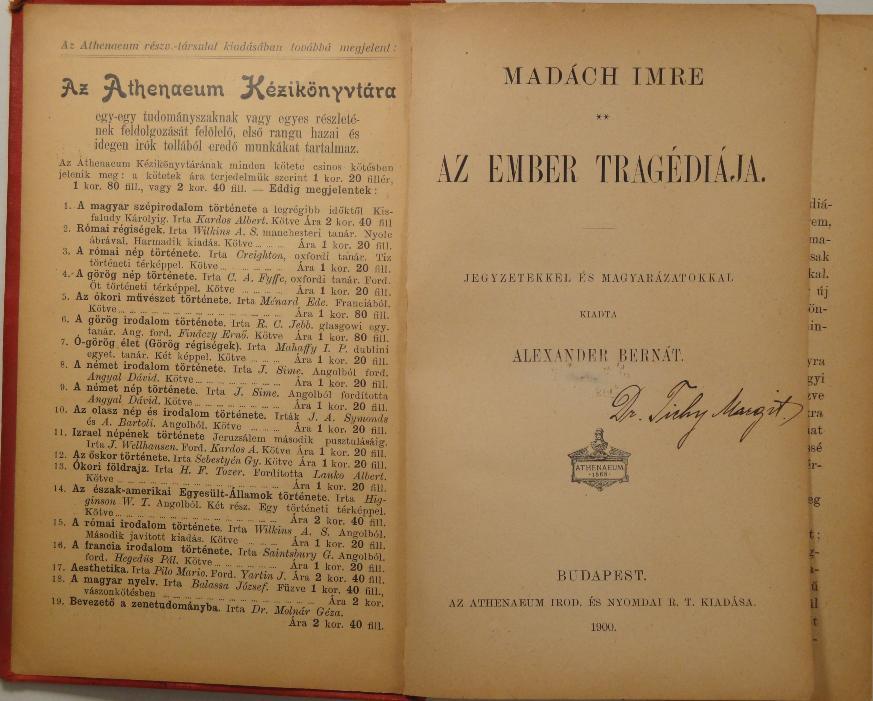 Az Athenaeum részv.-társulat kiadásában továbbá megjelent:
Az Athenaeum Kézikönyvtára
egy-egy tudományszaknak vagy egyes részleté-
nek feldolgozását felölelő, első rangu hazai és
idegen irók tollából eredő munkákat tartalmaz.
Az Athenaeum Kézikönyvtárának minden kötete csinos kötésben
jelenik meg: a kötetek ára terjedelmük szerint 1 kor. 20 fillér,
1 kor. 80 fill., vagy 2 kor. 40 fill. — Eddig megjelentek:
1. A magyar szépirodalom története a legrégibb időktől Kis-
faludy Károlyig. Irta Kardos Albert. Kötve Ára 2 kor. 40 fill
2. Római régiségek. Irta Wilkins A. S. manchesteri tanár. Nyolc
ábrával. Harmadik kiadás. Kötve Ára 1 kor. 20 fill.
3. A római nép története. Irta Creighton, oxfordi tanár. Tiz
történeti térképpel. Kötve Ára 1 kor. 20 fill.
4. A görög nép története. Irta C. A. Fyffe, oxfordi tanár. Ford.
Öt történeti térképpel. Kötve Ára 1 kor. 20 fill.
5. Az ókori művészet története. Irta Ménard Ede. Franciából.
Kötve Ára 1 kor. 80 fill.
6. A görög irodalom története. Irta R. C. Jebb. glasgowi egy.
tanár. Ang. ford. Fináczy Ernő. Kötve Ára 1 kor. 80 fill.
7. Ó-görög élet (Görög régiségek). Irta Mahaffy I. P. dublini
egyet. tanár. Két képpel. Kötve Ára 1 kor. 20 fill.
8. A német irodalom története. Irta J. Sime. Angolból ford.
Angyal Dávid. Kötve Ára 1 kor. 20 fill.
9. A német nép története. Irta J. Sime. Angolból fordította
Angyal Dávid. Kötve Ára 1 kor. 20 fill.
10. Az olasz nép és irodalom története. Irták J. A. Symonds
és A. Bartoli. Angolból. Kötve Ára 1 kor. 20 fill.
11. Izrael népének története Jeruzsálem második pusztulásáig.
Irta J. Wellhausen. Ford. Kardos A. Kötve Ára 1 kor. 20 fill.
12. Az őskor története. Irta Sebestyén Gy. Kötve Ára 1 kor. 20 fill.
13. Ókori földrajz. Irta H. F. Tozer. Fordította Lanko Albert.
Kötve Ára 1 kor. 20 fill.
14. Az észak-amerikai Egyesült-Államok története. Irta Hig-
ginson W. T. Angolból. Két rész. Egy történeti térképpel.
Kötve Ára 2 kor. 40 fill.
15. A római irodalom története. Irta Wilkins A. S. Angolból.
Második javított kiadás. Kötve Ára 1 kor. 20 fill.
16. A francia irodalom története. Irta Saintsbury G. Angolból.
ford. Hegedüs Pál. Kötve Ára 1 kor. 20 fill.
17. Aesthetika. Irta Pilo Mario. Ford. Yartin J. Ára 2 kor. 40 fill.
18. A magyar nyelv. Irta Balassa József. Füzve 1 kor. 40 fill.,
vászonkötésben Ára 2 kor.
19. Bevezető a zenetudományba. Irta Dr. Molnár Géza.
Ára 2 kor. 40 fill.
MADÁCH IMRE
**
AZ EMBER TRAGÉDIÁJA.
JEGYZETEKKEL ÉS MAGYARÁZATOKKAL
KIADTA
ALEXANDER BERNÁT.
Dr. Tichy Margit
ATHENAEUM
1868
BUDAPEST.
AZ ATHENAEUM IROD. ÉS NYOMDAI R. T. KIADÁSA.
1900.